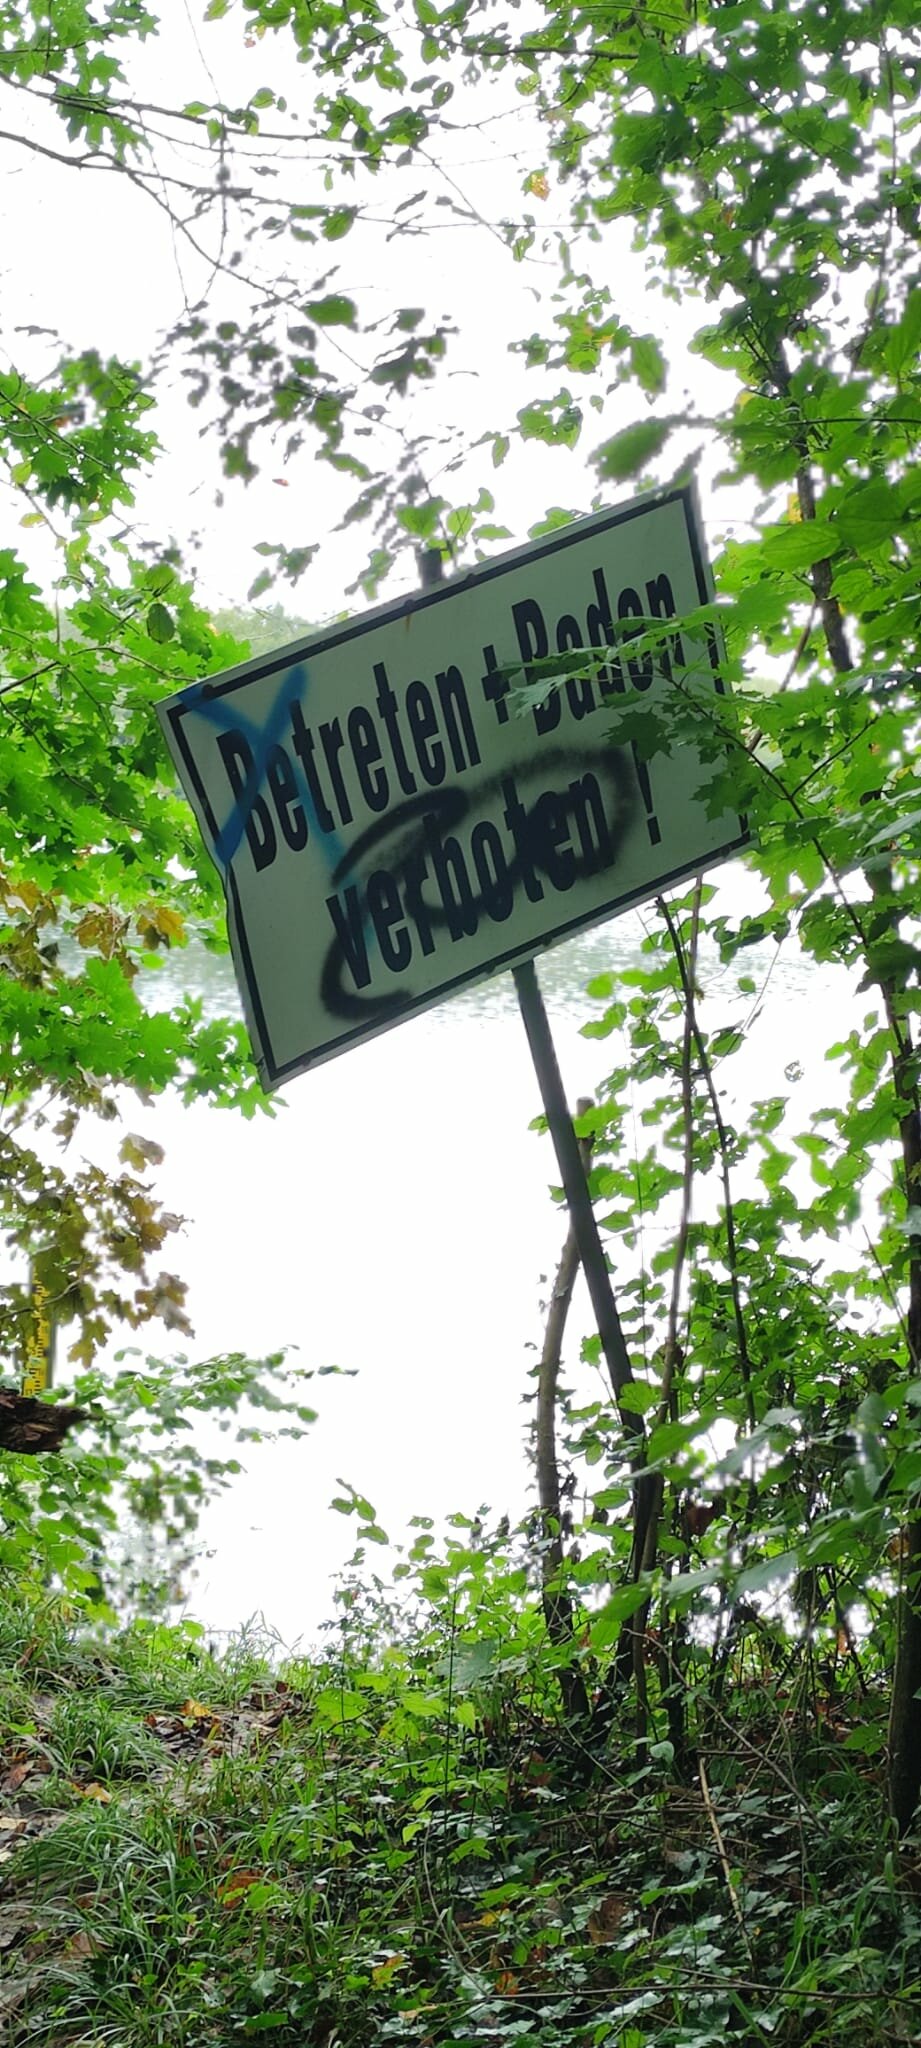 Betreten + Baden
verboten !